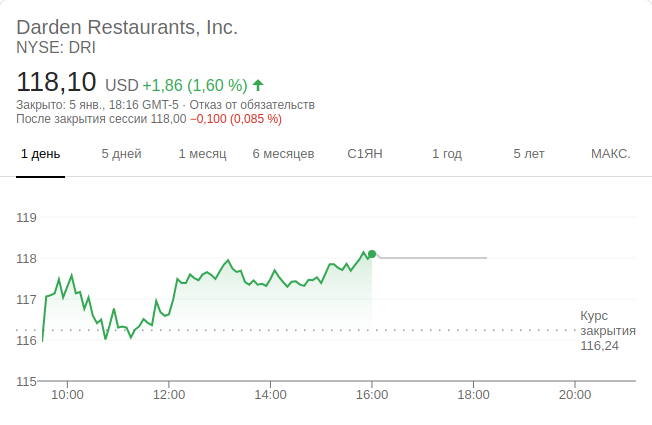 Darden Restaurants, Inc.
NYSE: DRI
118,10 USD +1,86 (1,60 %)
Закрыто: 5 янв., 18:16 GMT-5 · Отказ от обязательств
После закрытия сессии 118,00 −0,100 (0,085 %)
1 день 5 дней 1 месяц 6 месяцев С1ЯН 1 год 5 лет МАКС.
119
118
117
Курс
закрытия
116,24
116
115
10:00 12:00 14:00 16:00 18:00 20:00